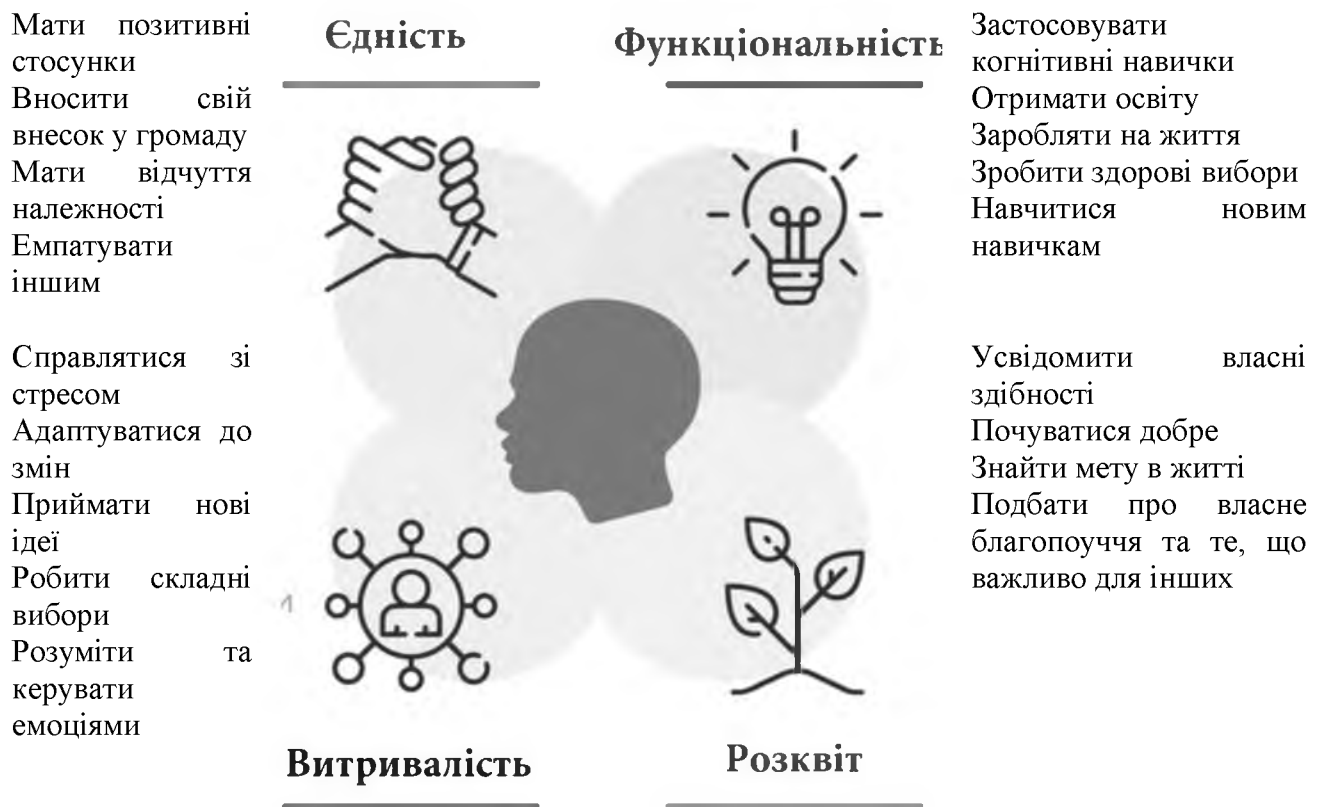 Єдність
Мати позитивні
стосунки
Вносити свій
внесок у громаду
Мати відчуття
належності
Емпатувати
іншим
Функціональність
Застосовувати
когнітивні навички
Отримати освіту
Заробляти на життя
Зробити здорові вибори
Навчитися новим
навичкам
Справлятися зі
стресом
Адаптуватися до
змін
Приймати нові
ідеї
Робити складні
вибори
Розуміти та
керувати
емоціями
Витривалість
Усвідомити власні
здібності
Почуватися добре
Знайти мету в житті
Подбати про власне
благопоуччя та те, що
важливо для інших
Розквіт